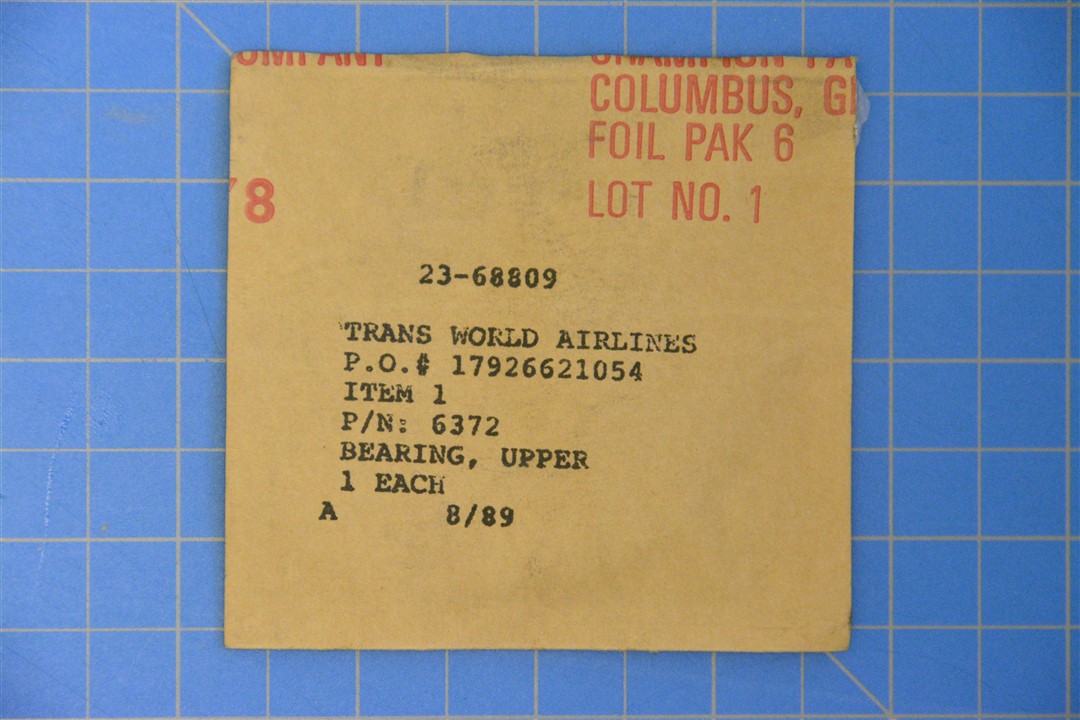 COLUMBUS,
FOIL PAK 6
8
LOT NO. 1
23-68809
TRANS WORLD AIRLINES
P.O.# 17926621054
ITEM 1
P/N: 6372
BEARING, UPPER
1 EACH
A 8/89